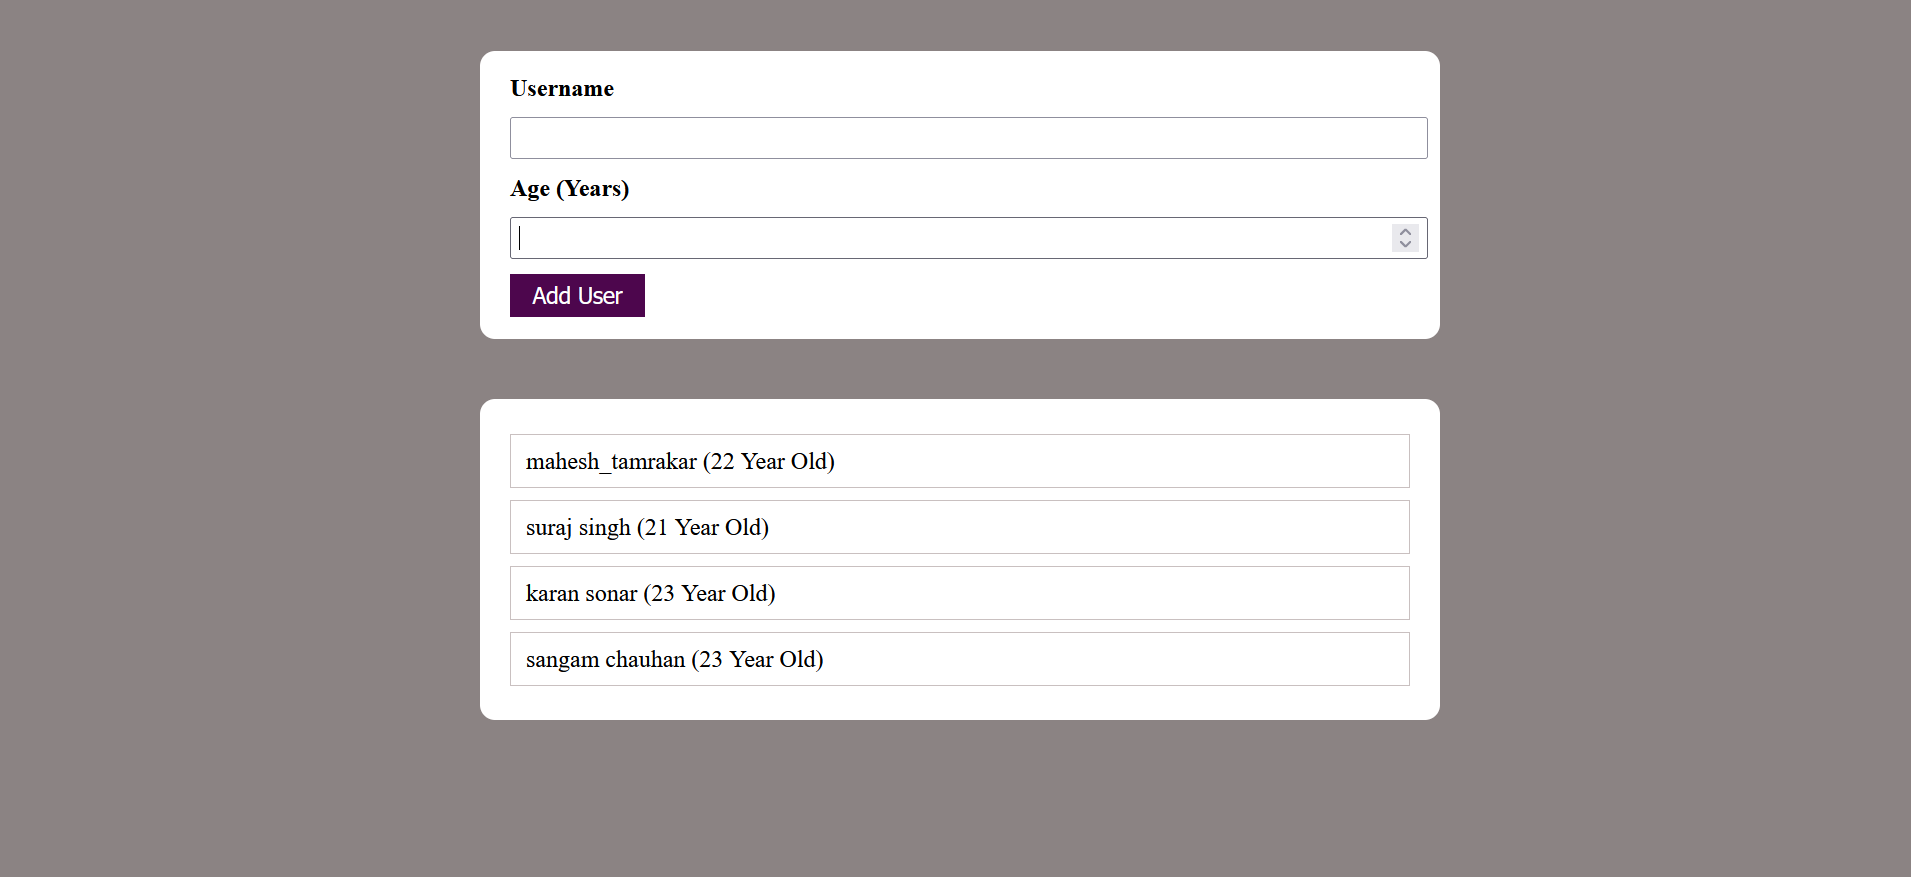 Username
Age (Years)
Add User
mahesh_tamrakar (22 Year Old)
suraj singh (21 Year Old)
karan sonar (23 Year Old)
sangam chauhan (23 Year Old)